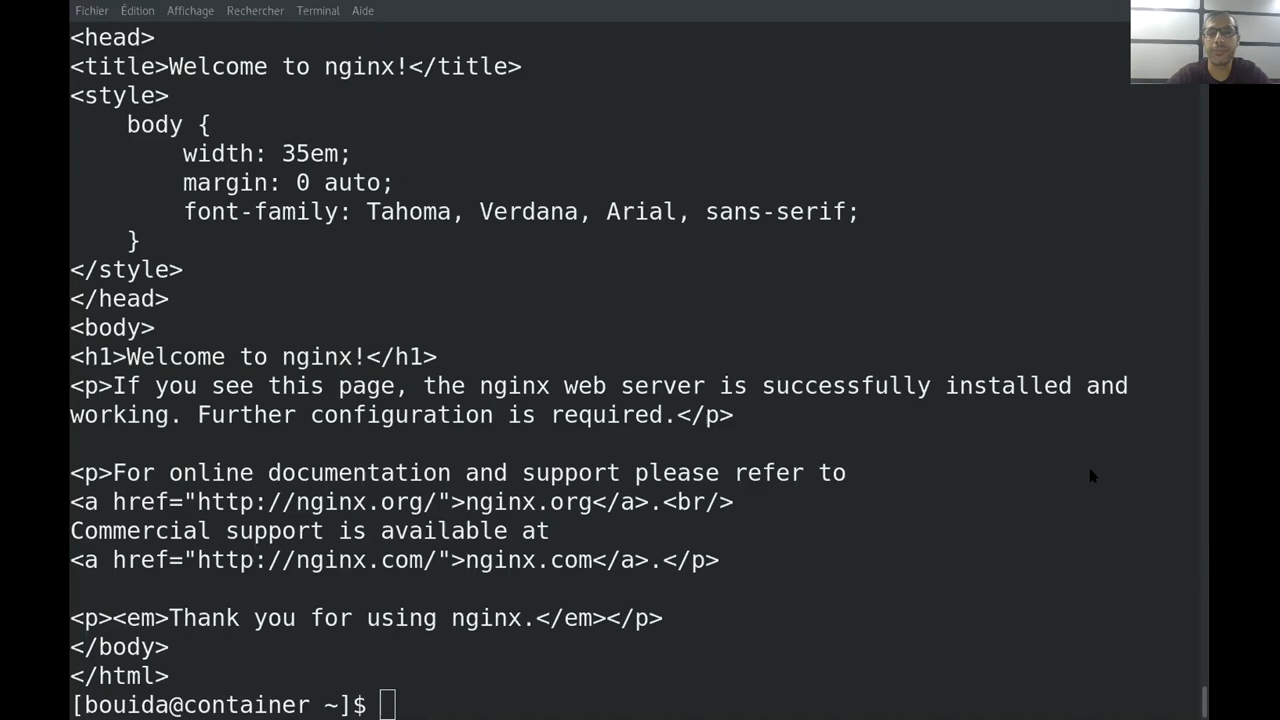 Fichier Édition Affichage Rechercher Terminal Aide
<head>
<title>Welcome to nginx!</title>
<style>
    body {
        width: 35em;
        margin: 0 auto;
        font-family: Tahoma, Verdana, Arial, sans-serif;
    }
</style>
</head>
<body>
<h1>Welcome to nginx!</h1>
<p>If you see this page, the nginx web server is successfully installed and
working. Further configuration is required.</p>

<p>For online documentation and support please refer to
<a href="http://nginx.org/">nginx.org</a>.<br/>
Commercial support is available at
<a href="http://nginx.com/">nginx.com</a>.</p>

<p><em>Thank you for using nginx.</em></p>
</body>
</html>
[bouida@container ~]$